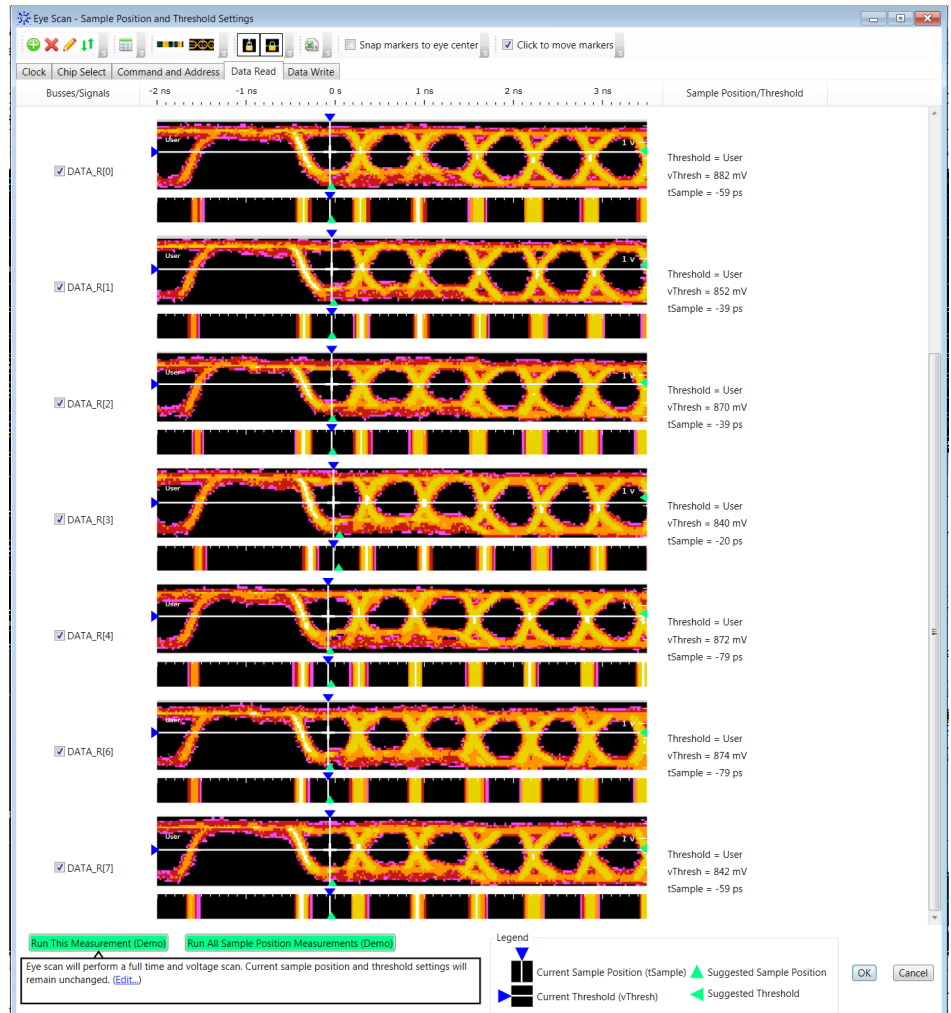 Eye Scan - Sample Position and Threshold Settings
Snap markers to eye center
Click to move markers
Clock Chip Select Command and Address Data Read Data Write
Busses/Signals -2 ns -1 ns 0 s 1 ns 2 ns 3 ns Sample Position/Threshold
User 1 v
DATA_R[0]
Threshold = User
vThresh = 882 mV
tSample = -59 ps
User 1 v
DATA_R[1]
Threshold = User
vThresh = 852 mV
tSample = -39 ps
User 1 v
DATA_R[2]
Threshold = User
vThresh = 870 mV
tSample = -39 ps
User 1 v
DATA_R[3]
Threshold = User
vThresh = 840 mV
tSample = -20 ps
User 1 v
DATA_R[4]
Threshold = User
vThresh = 872 mV
tSample = -79 ps
User 1 v
DATA_R[6]
Threshold = User
vThresh = 874 mV
tSample = -79 ps
User 1 v
DATA_R[7]
Threshold = User
vThresh = 842 mV
tSample = -59 ps
Run This Measurement (Demo) Run All Sample Position Measurements (Demo)
Eye scan will perform a full time and voltage scan. Current sample position and threshold settings will
remain unchanged. (Edit...)
Legend
Current Sample Position (tSample) Suggested Sample Position
Current Threshold (vThresh) Suggested Threshold
OK Cancel